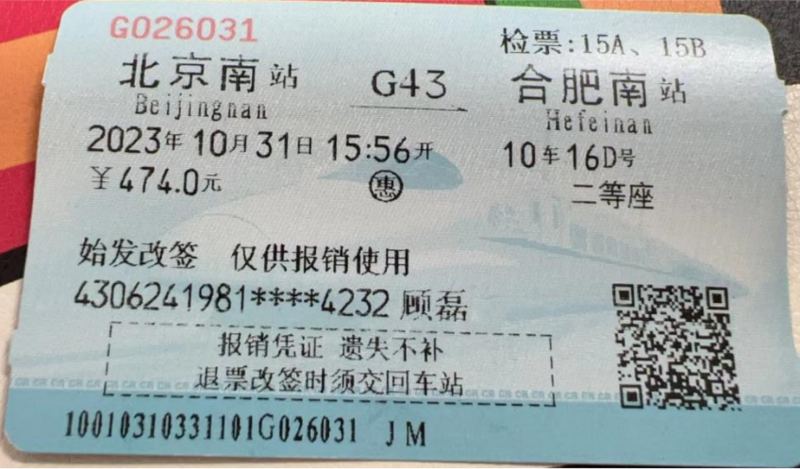 G026031 检票:15A、15B
北京南站 G43 合肥南站
Beijingnan Hefeinan
2023年10月31日 15:56开 10车16D号
￥474.0元 惠 二等座
始发改签 仅供报销使用
4306241981****4232 顾磊
报销凭证 遗失不补
退票改签时须交回车站
10010310331101G026031 JM